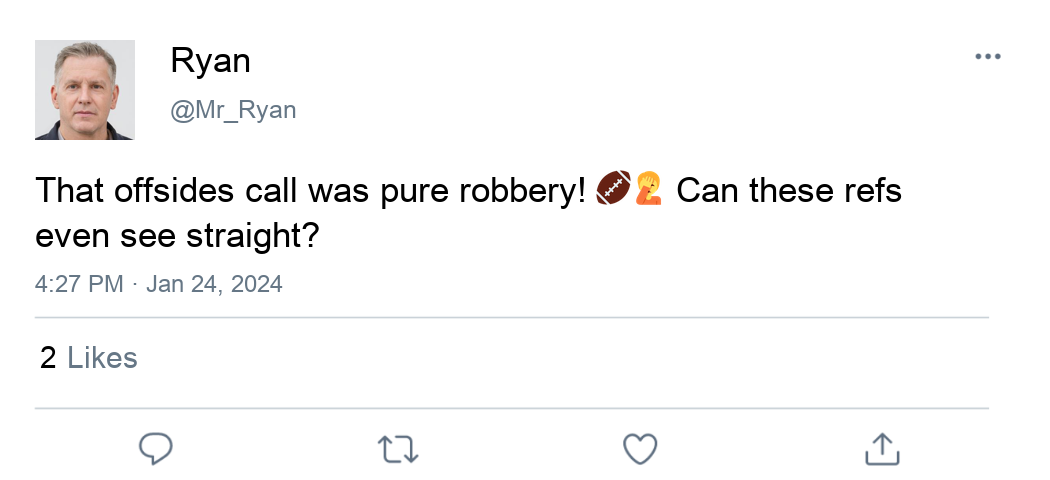 Ryan
@Mr_Ryan
That offsides call was pure robbery! 🏈🤦 Can these refs
even see straight?
4:27 PM · Jan 24, 2024
2 Likes